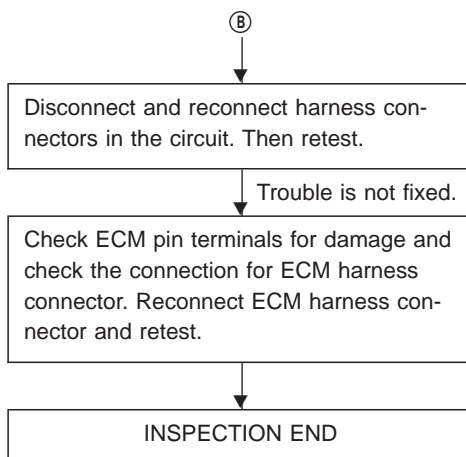 Ⓑ
Disconnect and reconnect harness con-
nectors in the circuit. Then retest.
Trouble is not fixed.
Check ECM pin terminals for damage and
check the connection for ECM harness
connector. Reconnect ECM harness con-
nector and retest.
INSPECTION END